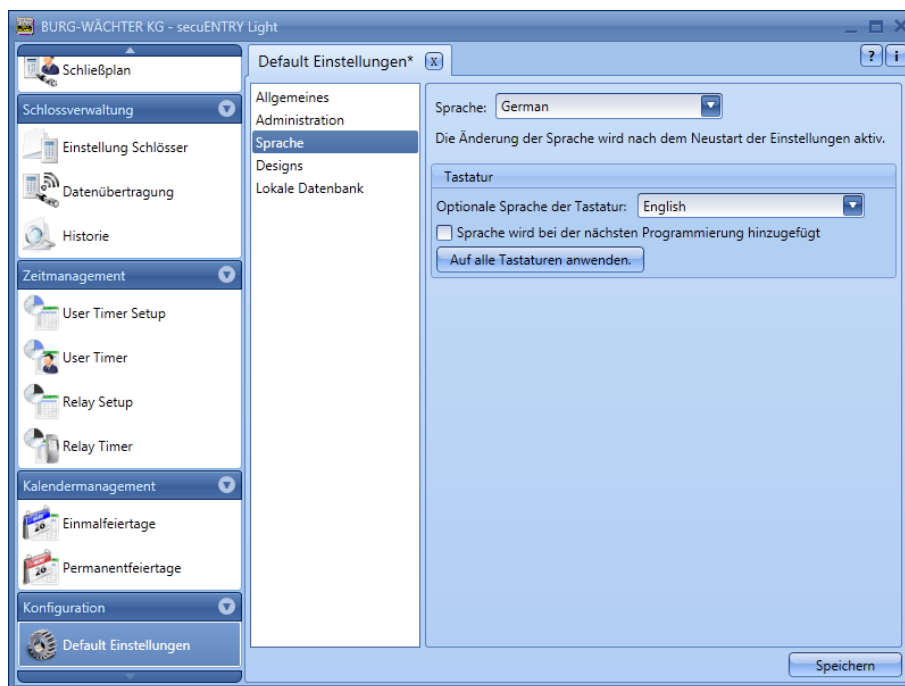 BURG-WÄCHTER KG - secuENTRY Light
Schließplan
Schlossverwaltung
Einstellung Schlösser
Datenübertragung
Historie
Zeitmanagement
User Timer Setup
User Timer
Relay Setup
Relay Timer
Kalendermanagement
Einmalfeiertage
Permanentfeiertage
Konfiguration
Default Einstellungen
Default Einstellungen* x
? i
Allgemeines
Administration
Sprache
Designs
Lokale Datenbank
Sprache: German
Die Änderung der Sprache wird nach dem Neustart der Einstellungen aktiv.
Tastatur
Optionale Sprache der Tastatur: English
Sprache wird bei der nächsten Programmierung hinzugefügt
Auf alle Tastaturen anwenden.
Speichern